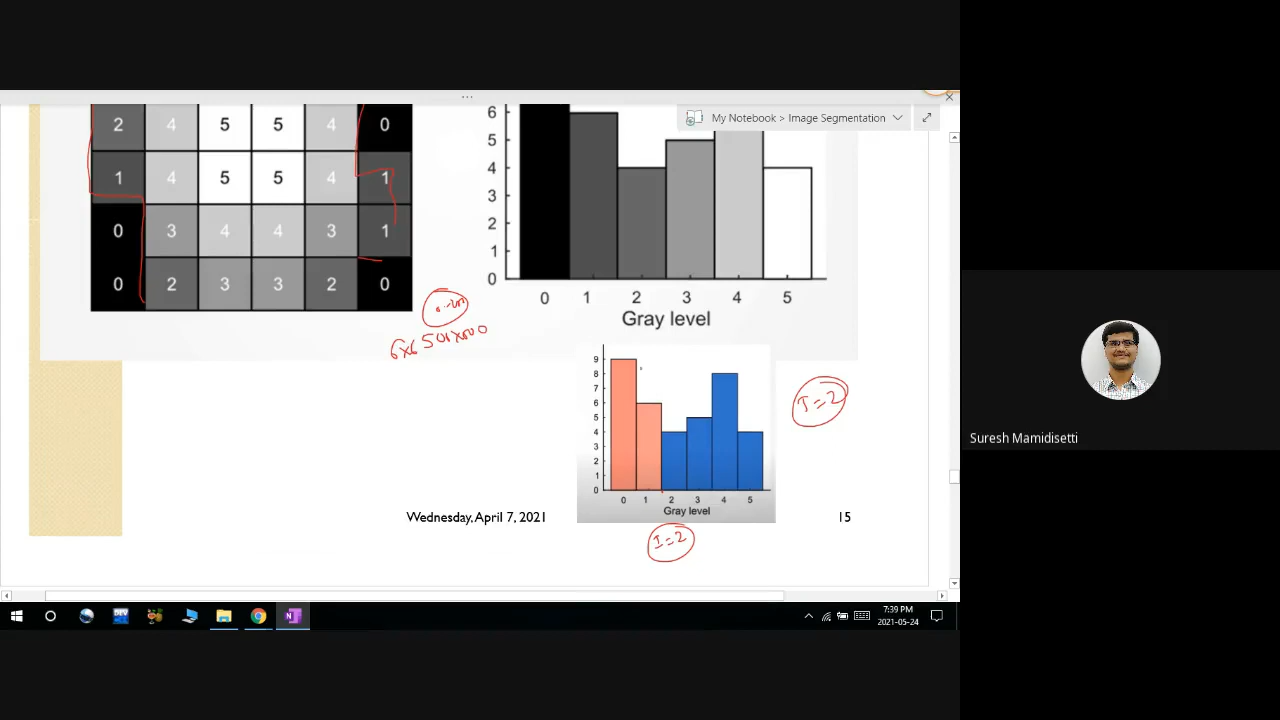 My Notebook > Image Segmentation
2 4 5 5 4 0
1 4 5 5 4 1
0 3 4 4 3 1
0 2 3 3 2 0
6
5
4
3
2
1
0
0 1 2 3 4 5
Gray level
6x6 500x600
9
8
7
6
5
4
3
2
1
0
0 1 2 3 4 5
Gray level
T=2
I=2
Wednesday, April 7, 2021
15
Suresh Mamidisetti
DEV
7:39 PM
2021-05-24